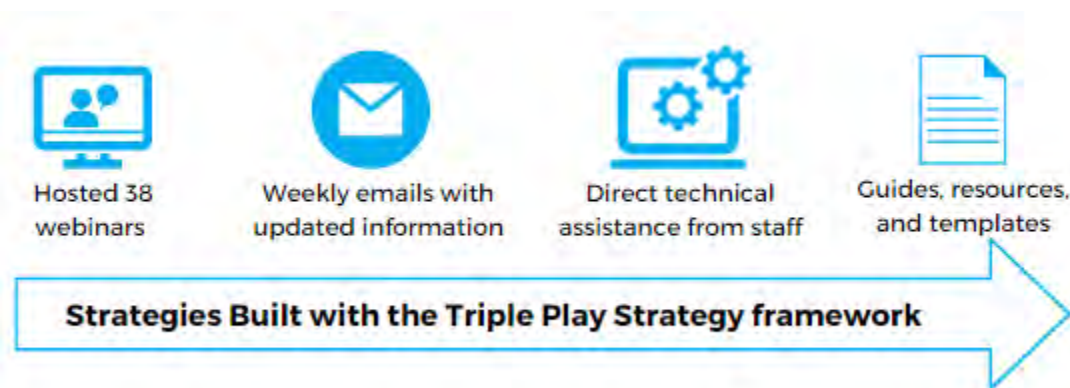 Hosted 38
webinars
Weekly emails with
updated information
Direct technical
assistance from staff
Guides, resources,
and templates
Strategies Built with the Triple Play Strategy framework